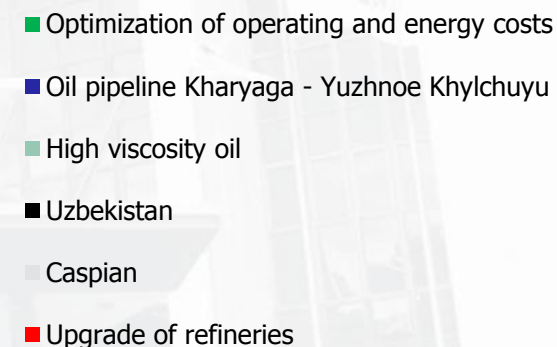 Optimization of operating and energy costs
Oil pipeline Kharyaga - Yuzhnoe Khylchuyu
High viscosity oil
Uzbekistan
Caspian
Upgrade of refineries